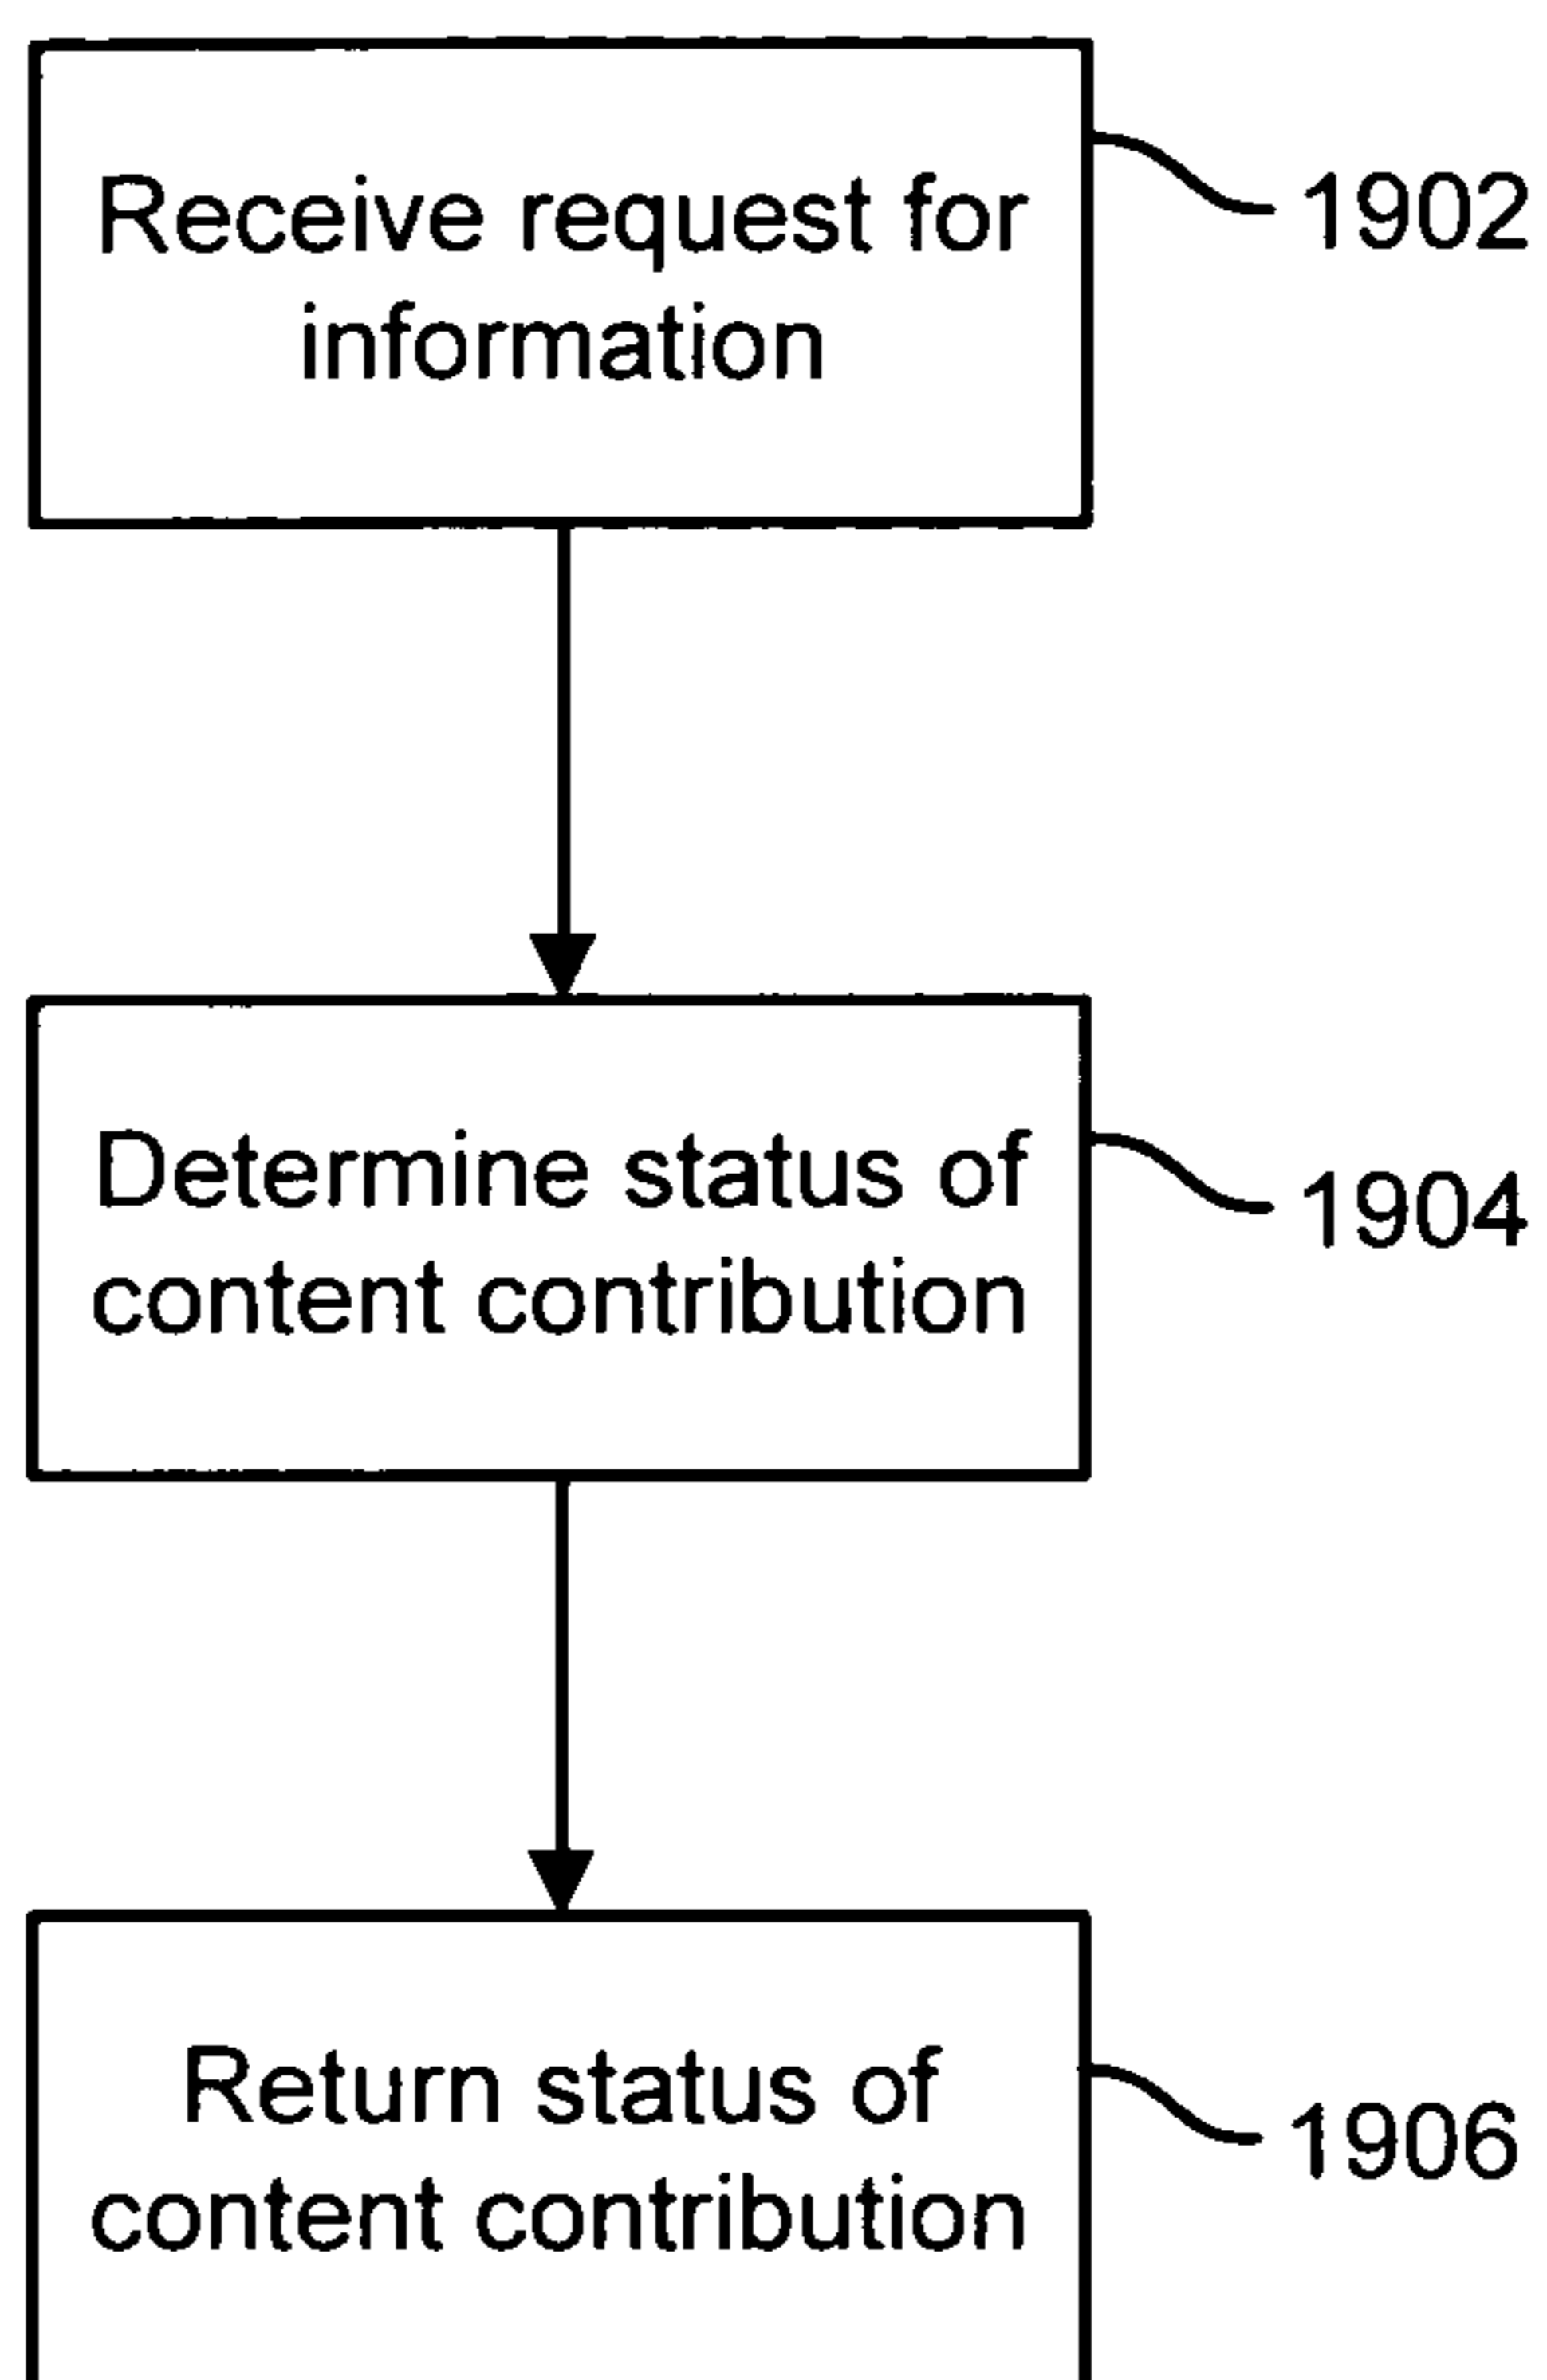 Receive request for
information
1902
Determine status of
content contribution
1904
Return status of
content contribution
1906